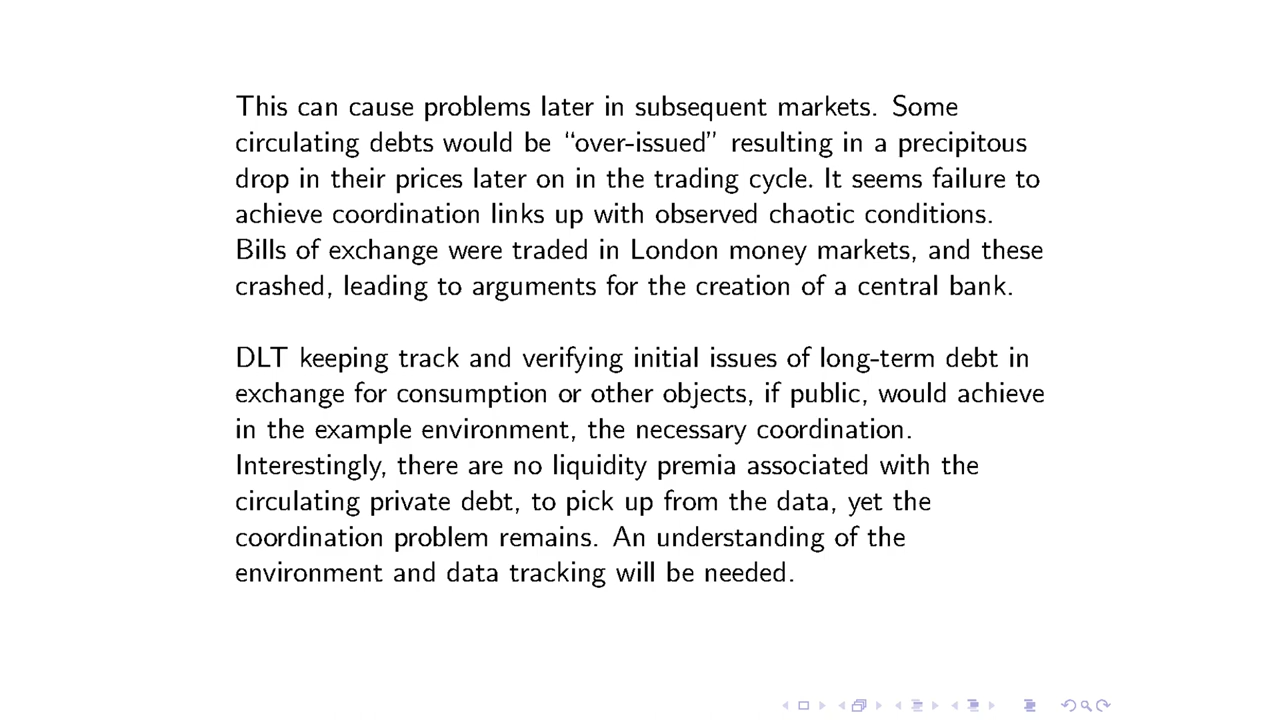 This can cause problems later in subsequent markets. Some
circulating debts would be “over-issued” resulting in a precipitous
drop in their prices later on in the trading cycle. It seems failure to
achieve coordination links up with observed chaotic conditions.
Bills of exchange were traded in London money markets, and these
crashed, leading to arguments for the creation of a central bank.
DLT keeping track and verifying initial issues of long-term debt in
exchange for consumption or other objects, if public, would achieve
in the example environment, the necessary coordination.
Interestingly, there are no liquidity premia associated with the
circulating private debt, to pick up from the data, yet the
coordination problem remains. An understanding of the
environment and data tracking will be needed.